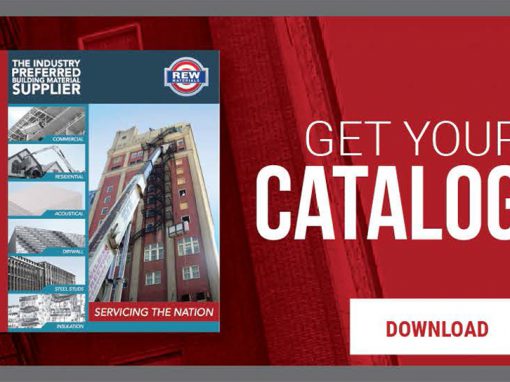 THE INDUSTRY
PREFERRED
BUILDING MATERIAL
SUPPLIER
REW
MATERIALS
COMMERCIAL
RESIDENTIAL
ACOUSTICAL
DRYWALL
STEEL STUDS
INSULATION
SERVICING THE NATION
GET YOUR
CATALOG
DOWNLOAD